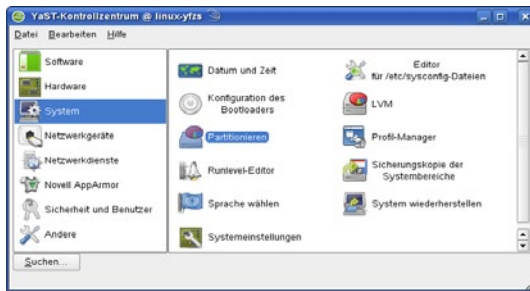 YaST-Kontrollzentrum @ linux-yfzs
Datei Bearbeiten Hilfe
Software
Hardware
System
Netzwerkgeräte
Netzwerkdienste
Novell AppArmor
Sicherheit und Benutzer
Andere
Datum und Zeit
Editor
für /etc/sysconfig-Dateien
Konfiguration des
Bootloaders
LVM
Partitionieren
Profil-Manager
Runlevel-Editor
Sicherungskopie der
Systembereiche
Sprache wählen
System wiederherstellen
Systemeinstellungen
Suchen...